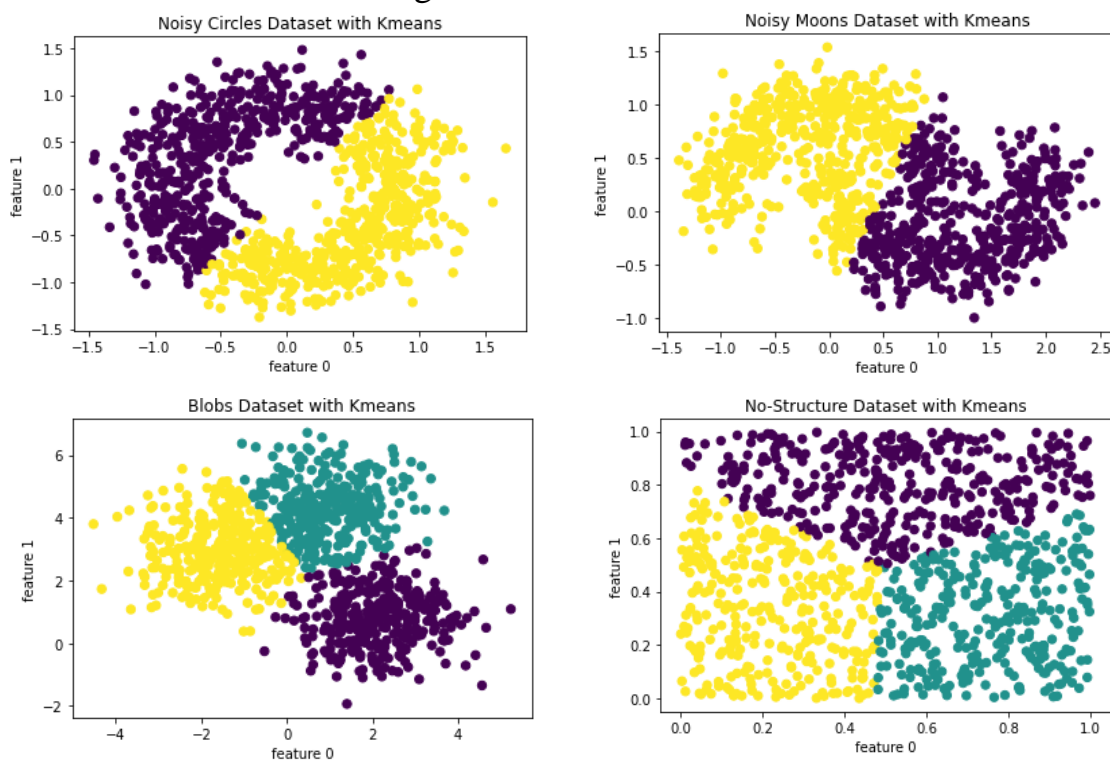 Noisy Circles Dataset with Kmeans
1.5
1.0
0.5
0.0
−0.5
−1.0
−1.5
feature 1
−1.5 −1.0 −0.5 0.0 0.5 1.0 1.5
feature 0
Noisy Moons Dataset with Kmeans
1.5
1.0
0.5
0.0
−0.5
−1.0
feature 1
−1.5 −1.0 −0.5 0.0 0.5 1.0 1.5 2.0 2.5
feature 0
Blobs Dataset with Kmeans
6
4
2
0
−2
feature 1
−4 −2 0 2 4
feature 0
No-Structure Dataset with Kmeans
1.0
0.8
0.6
0.4
0.2
0.0
feature 1
0.0 0.2 0.4 0.6 0.8 1.0
feature 0